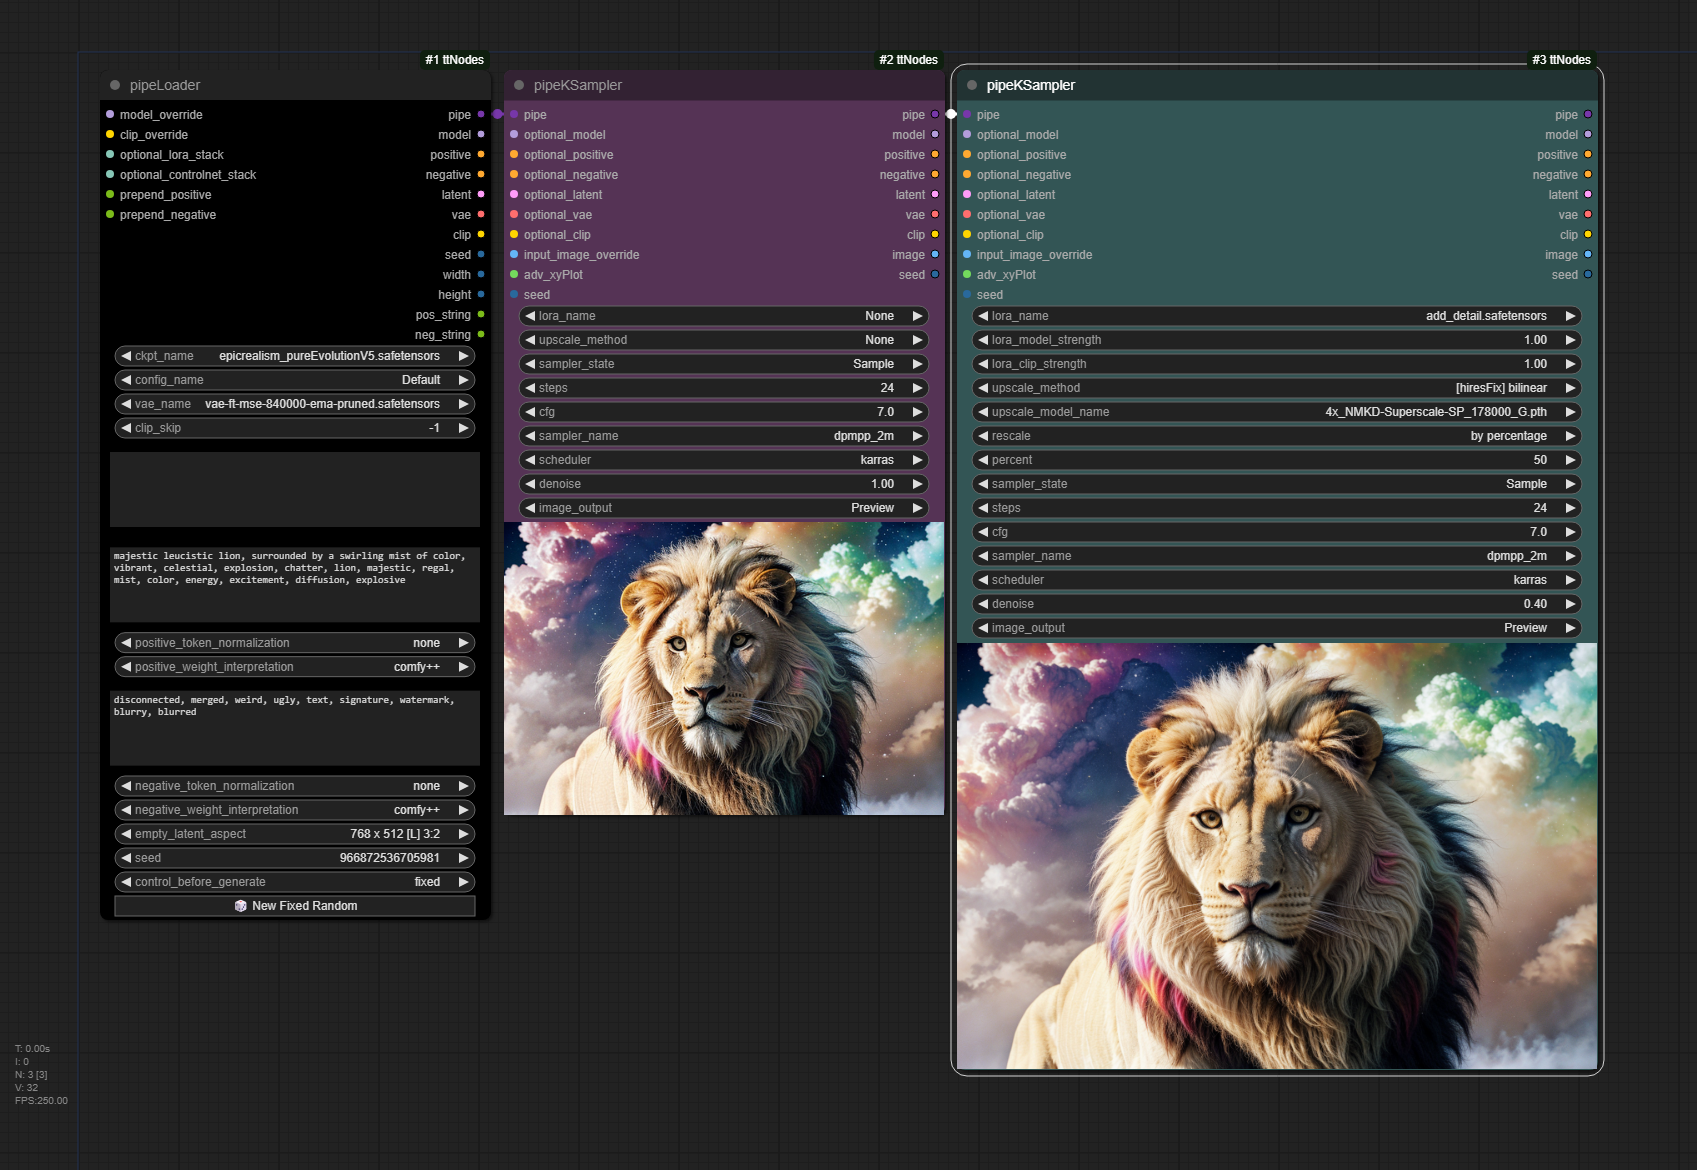 #1 ttNodes
pipeLoader
model_override pipe
clip_override model
optional_lora_stack positive
optional_controlnet_stack negative
prepend_positive latent
prepend_negative vae
clip
seed
width
height
pos_string
neg_string
ckpt_name epicrealism_pureEvolutionV5.safetensors
config_name Default
vae_name vae-ft-mse-840000-ema-pruned.safetensors
clip_skip -1
majestic leucistic lion, surrounded by a swirling mist of color,
vibrant, celestial, explosion, chatter, lion, majestic, regal,
mist, color, energy, excitement, diffusion, explosive
positive_token_normalization none
positive_weight_interpretation comfy++
disconnected, merged, weird, ugly, text, signature, watermark,
blurry, blurred
negative_token_normalization none
negative_weight_interpretation comfy++
empty_latent_aspect 768 x 512 [L] 3:2
seed 966872536705981
control_before_generate fixed
New Fixed Random
#2 ttNodes
pipeKSampler
pipe pipe
optional_model model
optional_positive positive
optional_negative negative
optional_latent latent
optional_vae vae
optional_clip clip
input_image_override image
adv_xyPlot seed
seed
lora_name None
upscale_method None
sampler_state Sample
steps 24
cfg 7.0
sampler_name dpmpp_2m
scheduler karras
denoise 1.00
image_output Preview
#3 ttNodes
pipeKSampler
pipe pipe
optional_model model
optional_positive positive
optional_negative negative
optional_latent latent
optional_vae vae
optional_clip clip
input_image_override image
adv_xyPlot seed
seed
lora_name add_detail.safetensors
lora_model_strength 1.00
lora_clip_strength 1.00
upscale_method [hiresFix] bilinear
upscale_model_name 4x_NMKD-Superscale-SP_178000_G.pth
rescale by percentage
percent 50
sampler_state Sample
steps 24
cfg 7.0
sampler_name dpmpp_2m
scheduler karras
denoise 0.40
image_output Preview
T: 0.00s
I: 0
N: 3 [3]
V: 32
FPS:250.00